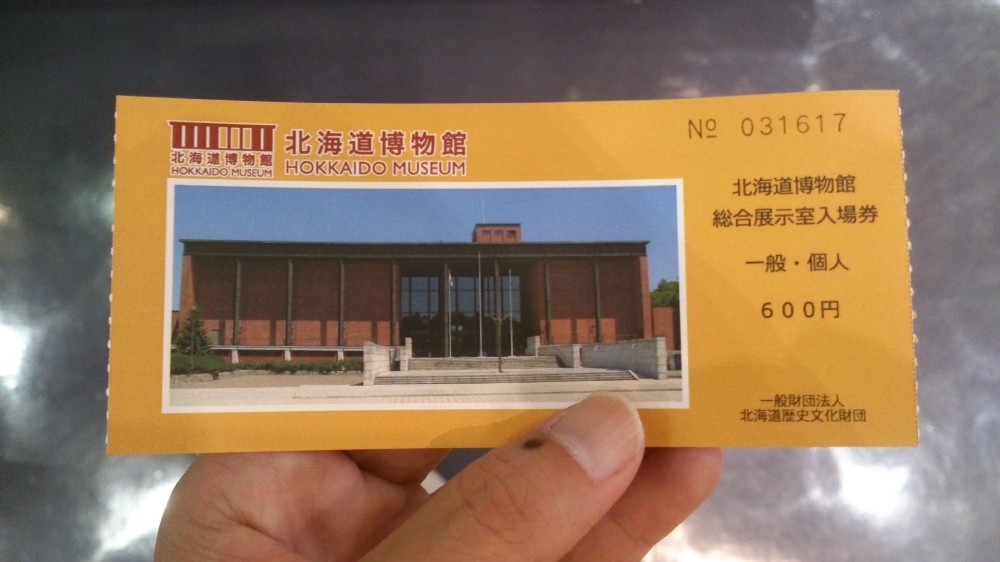 北海道博物館
HOKKAIDO MUSEUM
北海道博物館
HOKKAIDO MUSEUM
№ 031617
北海道博物館
総合展示室入場券
一般・個人
600円
一般財団法人
北海道歴史文化財団